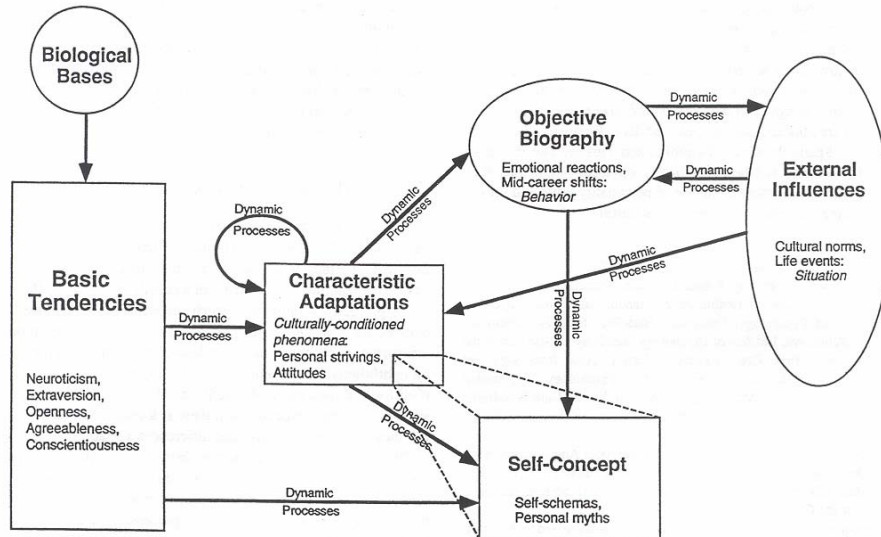 Biological
Bases
Dynamic
Processes
Objective
Biography
Emotional reactions,
Mid-career shifts:
Behavior
Dynamic
Processes
Dynamic
Processes
External
Influences
Cultural norms,
Life events:
Situation
Dynamic
Processes
Dynamic
Processes
Dynamic
Processes
Basic
Tendencies
Neuroticism,
Extraversion,
Openness,
Agreeableness,
Conscientiousness
Dynamic
Processes
Characteristic
Adaptations
Culturally-conditioned
phenomena:
Personal strivings,
Attitudes
Dynamic
Processes
Dynamic
Processes
Self-Concept
Self-schemas,
Personal myths
Dynamic
Processes